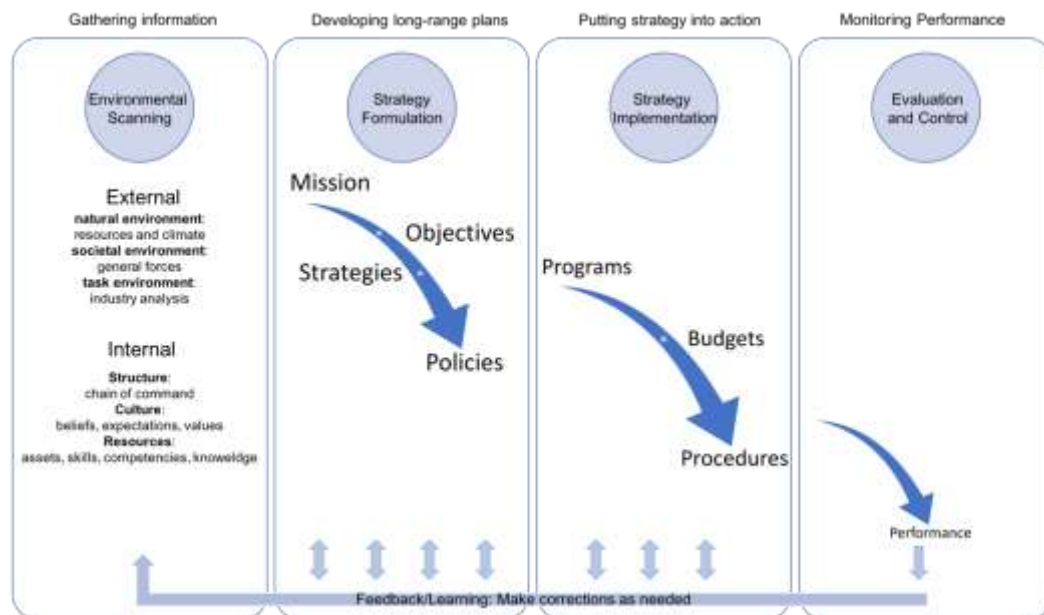 Gathering information
Developing long-range plans
Putting strategy into action
Monitoring Performance
Environmental
Scanning
External
natural environment:
resources and climate
societal environment:
general forces
task environment:
industry analysis
Internal
Structure:
chain of command
Culture:
beliefs, expectations, values
Resources:
assets, skills, competencies, knoweldge
Strategy
Formulation
Mission
Objectives
Strategies
Policies
Strategy
Implementation
Programs
Budgets
Procedures
Evaluation
and Control
Performance
Feedback/Learning: Make corrections as needed